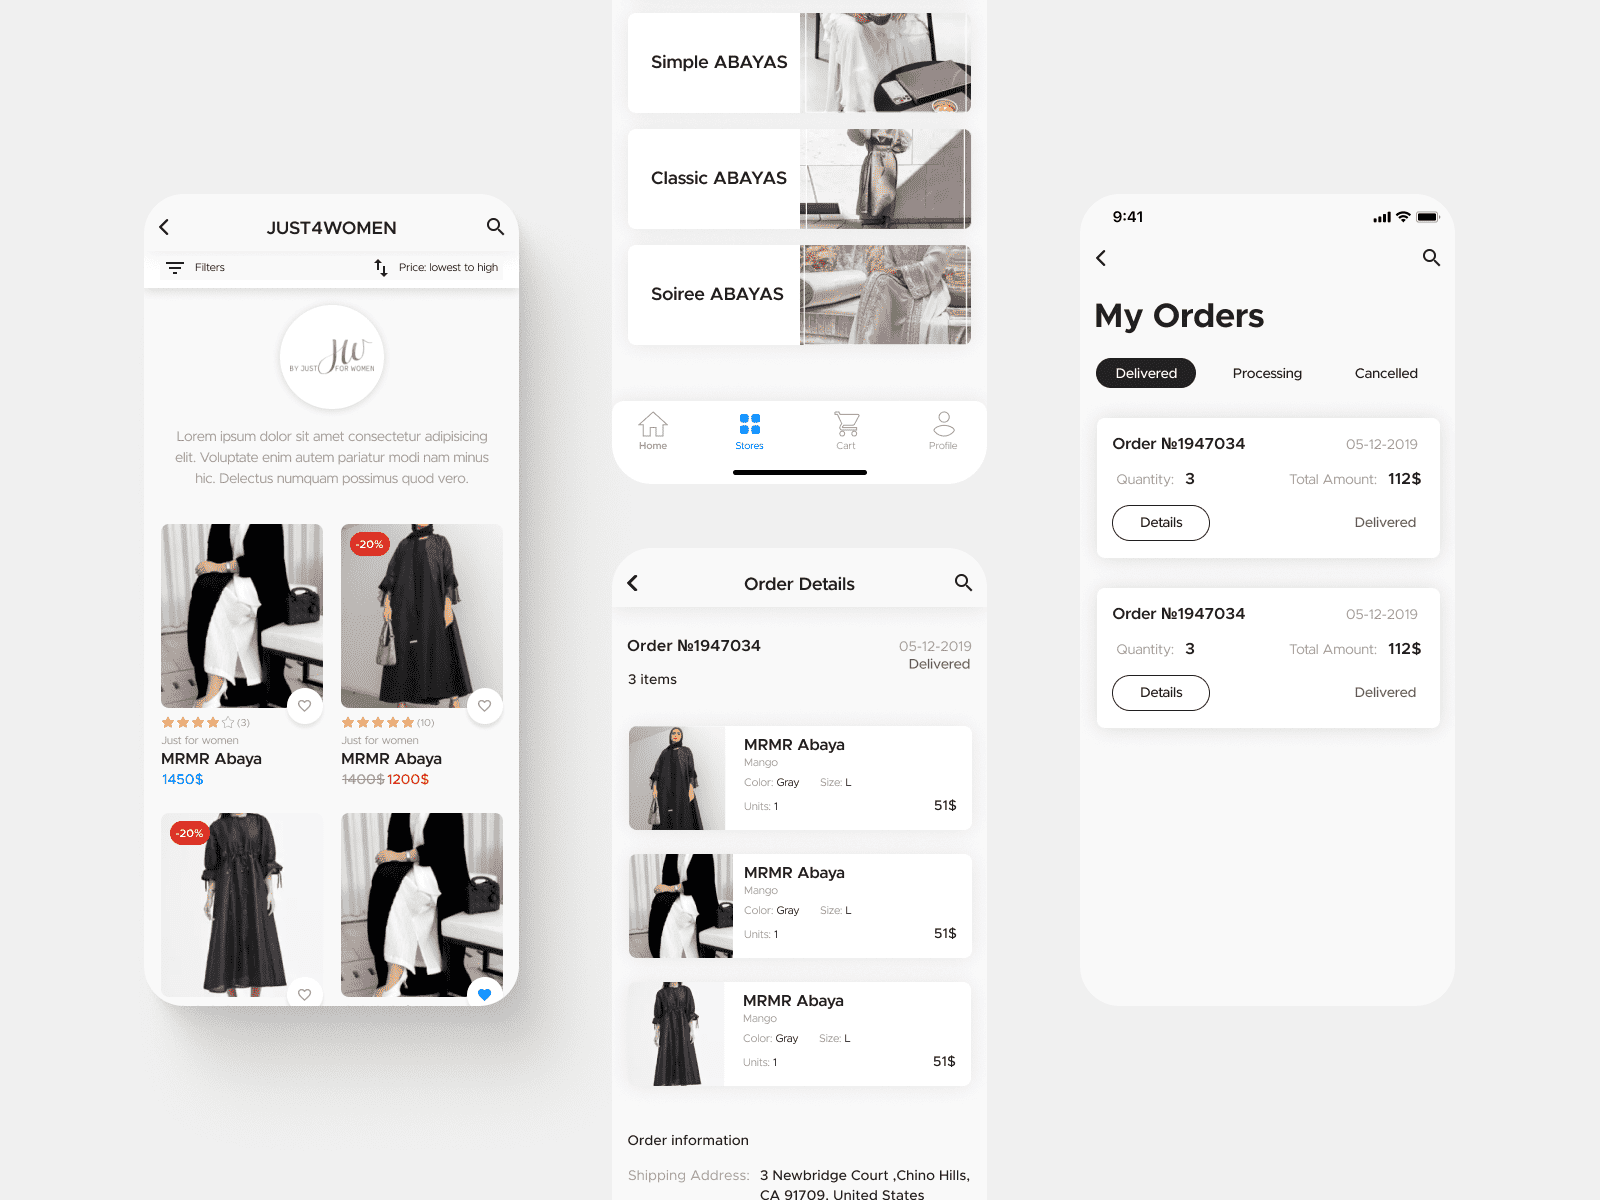 JUST4WOMEN
Filters
Price: lowest to high
JW
BY JUST FOR WOMEN
Lorem ipsum dolor sit amet consectetur adipisicing
elit. Voluptate enim autem pariatur modi nam minus
hic. Delectus numquam possimus quod vero.
-20%
(3)
Just for women
MRMR Abaya
1450$
(10)
Just for women
MRMR Abaya
1400$ 1200$
-20%
Simple ABAYAS
Classic ABAYAS
Soiree ABAYAS
Home
Stores
Cart
Profile
Order Details
Order №1947034
05-12-2019
Delivered
3 items
MRMR Abaya
Mango
Color: Gray Size: L
Units: 1
51$
MRMR Abaya
Mango
Color: Gray Size: L
Units: 1
51$
MRMR Abaya
Mango
Color: Gray Size: L
Units: 1
51$
Order information
Shipping Address: 3 Newbridge Court ,Chino Hills,
CA 91709, United States
9:41
My Orders
Delivered
Processing
Cancelled
Order №1947034
05-12-2019
Quantity: 3
Total Amount: 112$
Details
Delivered
Order №1947034
05-12-2019
Quantity: 3
Total Amount: 112$
Details
Delivered